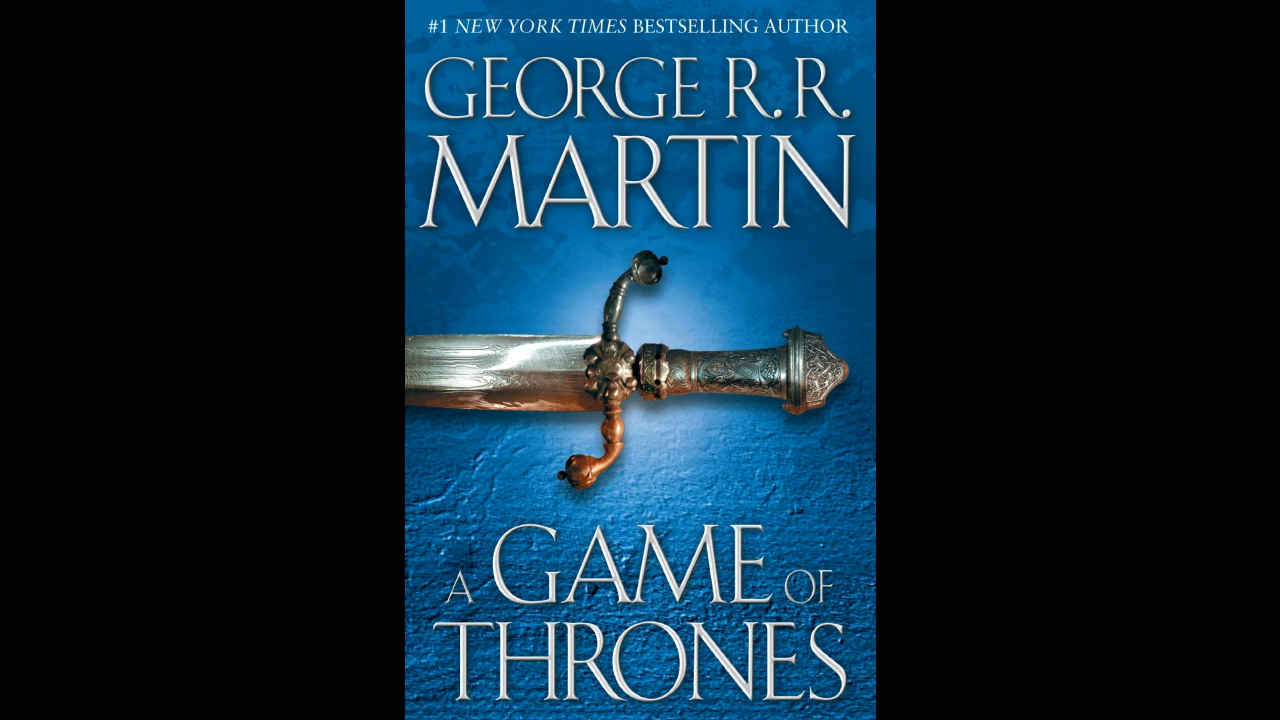 #1 NEW YORK TIMES BESTSELLING AUTHOR
GEORGE R.R.
MARTIN
A GAME OF
THRONES